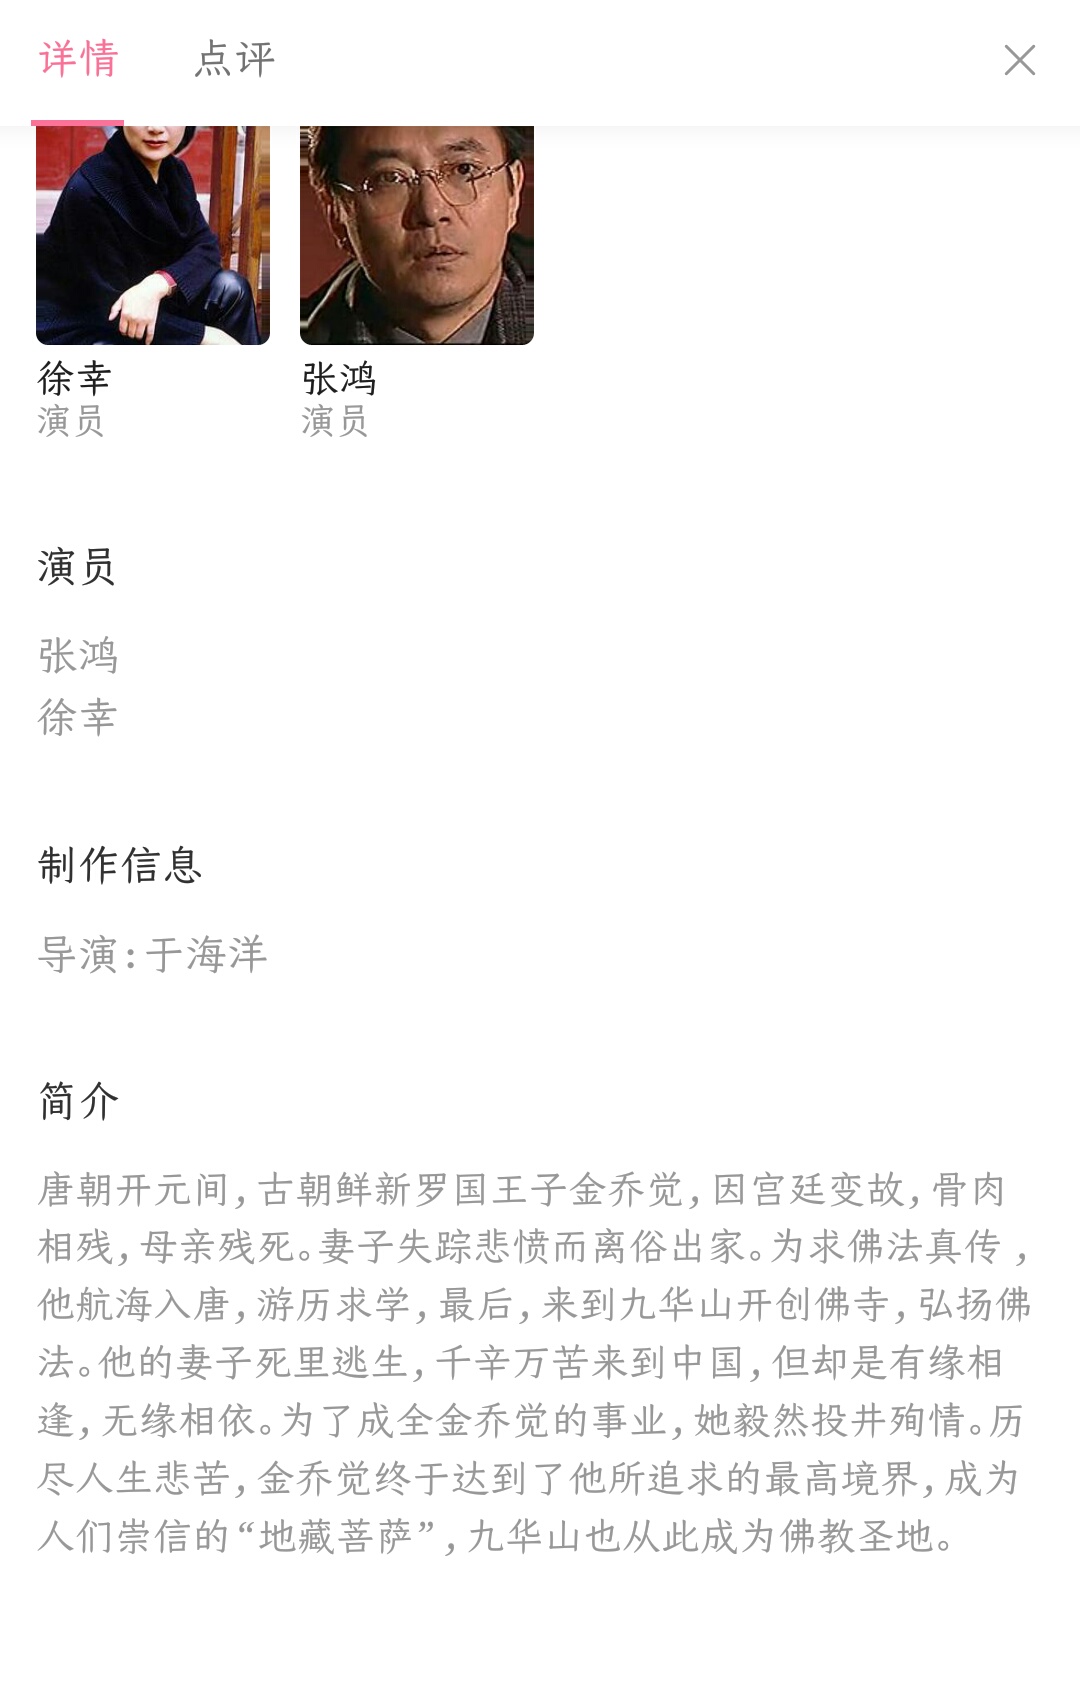 详情 点评
徐幸 张鸿
演员 演员
演员
张鸿
徐幸
制作信息
导演:于海洋
简介
唐朝开元间,古朝鲜新罗国王子金乔觉,因宫廷变故,骨肉
相残,母亲残死。妻子失踪悲愤而离俗出家。为求佛法真传,
他航海入唐,游历求学,最后,来到九华山开创佛寺,弘扬佛
法。他的妻子死里逃生,千辛万苦来到中国,但却是有缘相
逢,无缘相依。为了成全金乔觉的事业,她毅然投井殉情。历
尽人生悲苦,金乔觉终于达到了他所追求的最高境界,成为
人们崇信的“地藏菩萨”,九华山也从此成为佛教圣地。